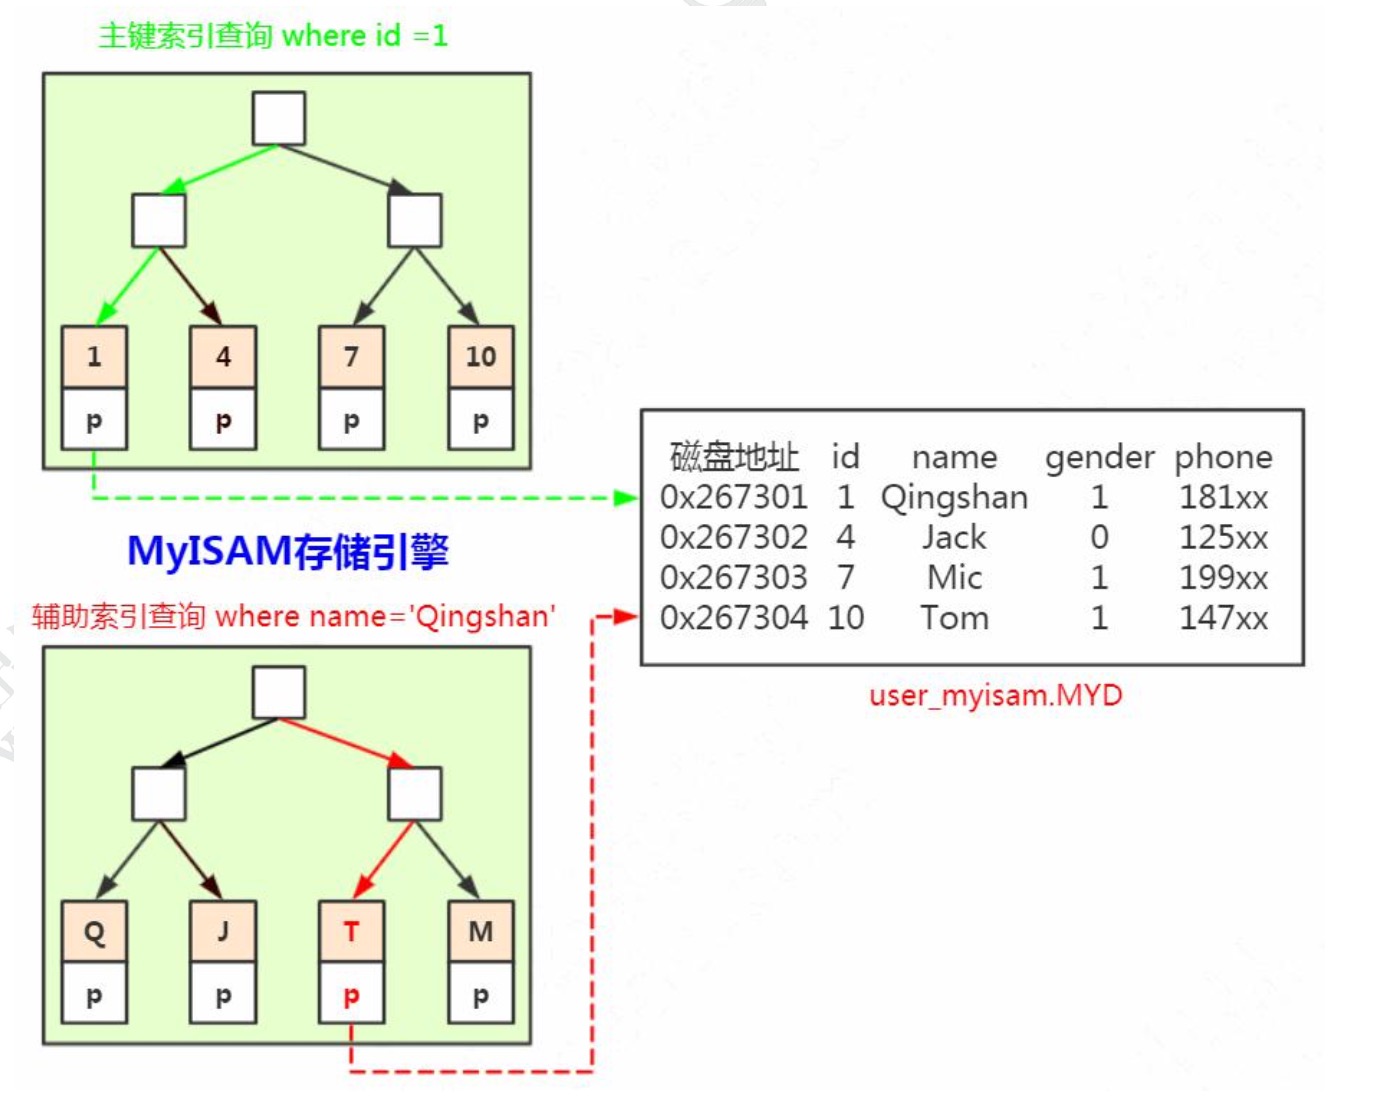 主键索引查询 where id =1
1 4 7 10
p p p p
磁盘地址 id name gender phone
0x267301 1 Qingshan 1 181xx
0x267302 4 Jack 0 125xx
0x267303 7 Mic 1 199xx
0x267304 10 Tom 1 147xx
user_myisam.MYD
MyISAM存储引擎
辅助索引查询 where name='Qingshan'
Q J T M
p p p p